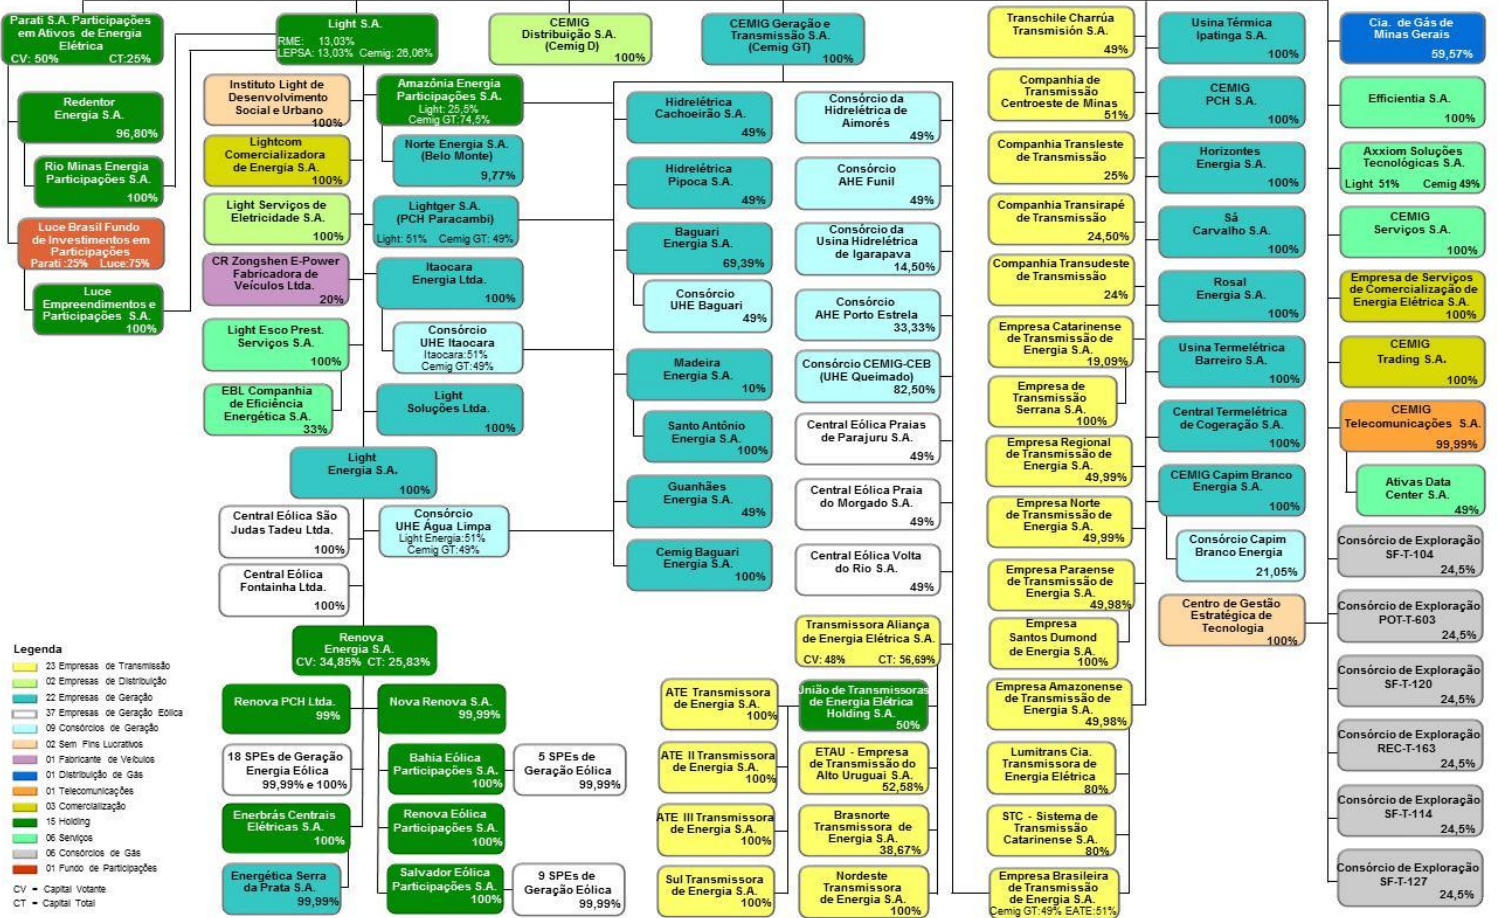 Parati S.A. Participações
em Ativos de Energia
Elétrica
CV: 50% CT:25%
Redentor
Energia S.A.
96,80%
Rio Minas Energia
Participações S.A.
100%
Luce Brasil Fundo
de Investimentos em
Participações
Parati :25% Luce:75%
Luce
Empreendimentos e
Participações S.A.
100%
Light S.A.
RME: 13,03%
LEPSA: 13,03% Cemig: 26,06%
Instituto Light de
Desenvolvimento
Social e Urbano
100%
Lightcom
Comercializadora
de Energia S.A.
100%
Light Serviços de
Eletricidade S.A.
100%
CR Zongshen E-Power
Fabricadora de
Veículos Ltda.
20%
Light Esco Prest.
Serviços S.A.
100%
EBL Companhia
de Eficiência
Energética S.A.
33%
Amazônia Energia
Participações S.A.
Light: 25,5%
Cemig GT:74,5%
Norte Energia S.A.
(Belo Monte)
9,77%
Lightger S.A.
(PCH Paracambi)
Light: 51% Cemig GT: 49%
Itaocara
Energia Ltda.
100%
Consórcio
UHE Itaocara
Itaocara:51%
Cemig GT:49%
Light
Soluções Ltda.
100%
Light
Energia S.A.
100%
Central Eólica São
Judas Tadeu Ltda.
100%
Central Eólica
Fontainha Ltda.
100%
Consórcio
UHE Água Limpa
Light Energia:51%
Cemig GT:49%
Renova
Energia S.A.
CV: 34,85% CT: 25,83%
Renova PCH Ltda.
99%
Nova Renova S.A.
99,99%
18 SPEs de Geração
Energia Eólica
99,99% e 100%
Bahia Eólica
Participações S.A.
100%
5 SPEs de
Geração Eólica
99,99%
Enerbrás Centrais
Elétricas S.A.
100%
Renova Eólica
Participações S.A.
100%
Energética Serra
da Prata S.A.
99,99%
Salvador Eólica
Participações S.A.
100%
9 SPEs de
Geração Eólica
99,99%
CEMIG
Distribuição S.A.
(Cemig D)
100%
CEMIG Geração e
Transmissão S.A.
(Cemig GT)
100%
Hidrelétrica
Cachoeirão S.A.
49%
Hidrelétrica
Pipoca S.A.
49%
Baguari
Energia S.A.
69,39%
Consórcio
UHE Baguari
49%
Madeira
Energia S.A.
10%
Santo Antônio
Energia S.A.
100%
Guanhães
Energia S.A.
49%
Cemig Baguari
Energia S.A.
100%
Consórcio da
Hidrelétrica de
Aimorés
49%
Consórcio
AHE Funil
49%
Consórcio da
Usina Hidrelétrica
de Igarapava
14,50%
Consórcio
AHE Porto Estrela
33,33%
Consórcio CEMIG-CEB
(UHE Queimado)
82,50%
Central Eólica Praias
de Parajuru S.A.
49%
Central Eólica Praia
do Morgado S.A.
49%
Central Eólica Volta
do Rio S.A.
49%
Transmissora Aliança
de Energia Elétrica S.A.
CV: 48% CT: 56,69%
ATE Transmissora
de Energia S.A.
100%
União de Transmissoras
de Energia Elétrica
Holding S.A.
50%
ATE II Transmissora
de Energia S.A.
100%
ETAU - Empresa
de Transmissão do
Alto Uruguai S.A.
52,58%
ATE III Transmissora
de Energia S.A.
100%
Brasnorte
Transmissora de
Energia S.A.
38,67%
Sul Transmissora
de Energia S.A.
100%
Nordeste
Transmissora
de Energia S.A.
100%
Transchile Charrúa
Transmisión S.A.
49%
Companhia de
Transmissão
Centroeste de Minas
51%
Companhia Transleste
de Transmissão
25%
Companhia Transirapé
de Transmissão
24,50%
Companhia Transudeste
de Transmissão
24%
Empresa Catarinense
de Transmissão de
Energia S.A.
19,09%
Empresa de
Transmissão
Serrana S.A.
100%
Empresa Regional
de Transmissão de
Energia S.A.
49,99%
Empresa Norte
de Transmissão de
Energia S.A.
49,99%
Empresa Paraense
de Transmissão de
Energia S.A.
49,98%
Empresa
Santos Dumond
de Energia S.A.
100%
Empresa Amazonense
de Transmissão de
Energia S.A.
49,98%
Lumitrans Cia.
Transmissora de
Energia Elétrica
80%
STC - Sistema de
Transmissão
Catarinense S.A.
80%
Empresa Brasileira
de Transmissão
de Energia S.A.
Cemig GT:49% EATE:51%
Usina Térmica
Ipatinga S.A.
100%
CEMIG
PCH S.A.
100%
Horizontes
Energia S.A.
100%
Sá
Carvalho S.A.
100%
Rosal
Energia S.A.
100%
Usina Termelétrica
Barreiro S.A.
100%
Central Termelétrica
de Cogeração S.A.
100%
CEMIG Capim Branco
Energia S.A.
100%
Consórcio Capim
Branco Energia
21,05%
Centro de Gestão
Estratégica de
Tecnologia
100%
Cia. de Gás de
Minas Gerais
59,57%
Efficientia S.A.
100%
Axxiom Soluções
Tecnológicas S.A.
Light 51% Cemig 49%
CEMIG
Serviços S.A.
100%
Empresa de Serviços
de Comercialização de
Energia Elétrica S.A.
100%
CEMIG
Trading S.A.
100%
CEMIG
Telecomunicações S.A.
99,99%
Ativas Data
Center S.A.
49%
Consórcio de Exploração
SF-T-104
24,5%
Consórcio de Exploração
POT-T-603
24,5%
Consórcio de Exploração
SF-T-120
24,5%
Consórcio de Exploração
REC-T-163
24,5%
Consórcio de Exploração
SF-T-114
24,5%
Consórcio de Exploração
SF-T-127
24,5%
Legenda
23 Empresas de Transmissão
02 Empresas de Distribuição
22 Empresas de Geração
37 Empresas de Geração Eólica
09 Consórcios de Geração
02 Sem Fins Lucrativos
01 Fabricante de Veículos
01 Distribuição de Gás
01 Telecomunicações
03 Comercialização
15 Holding
06 Serviços
06 Consórcios de Gás
01 Fundo de Participações
CV = Capital Votante
CT = Capital Total